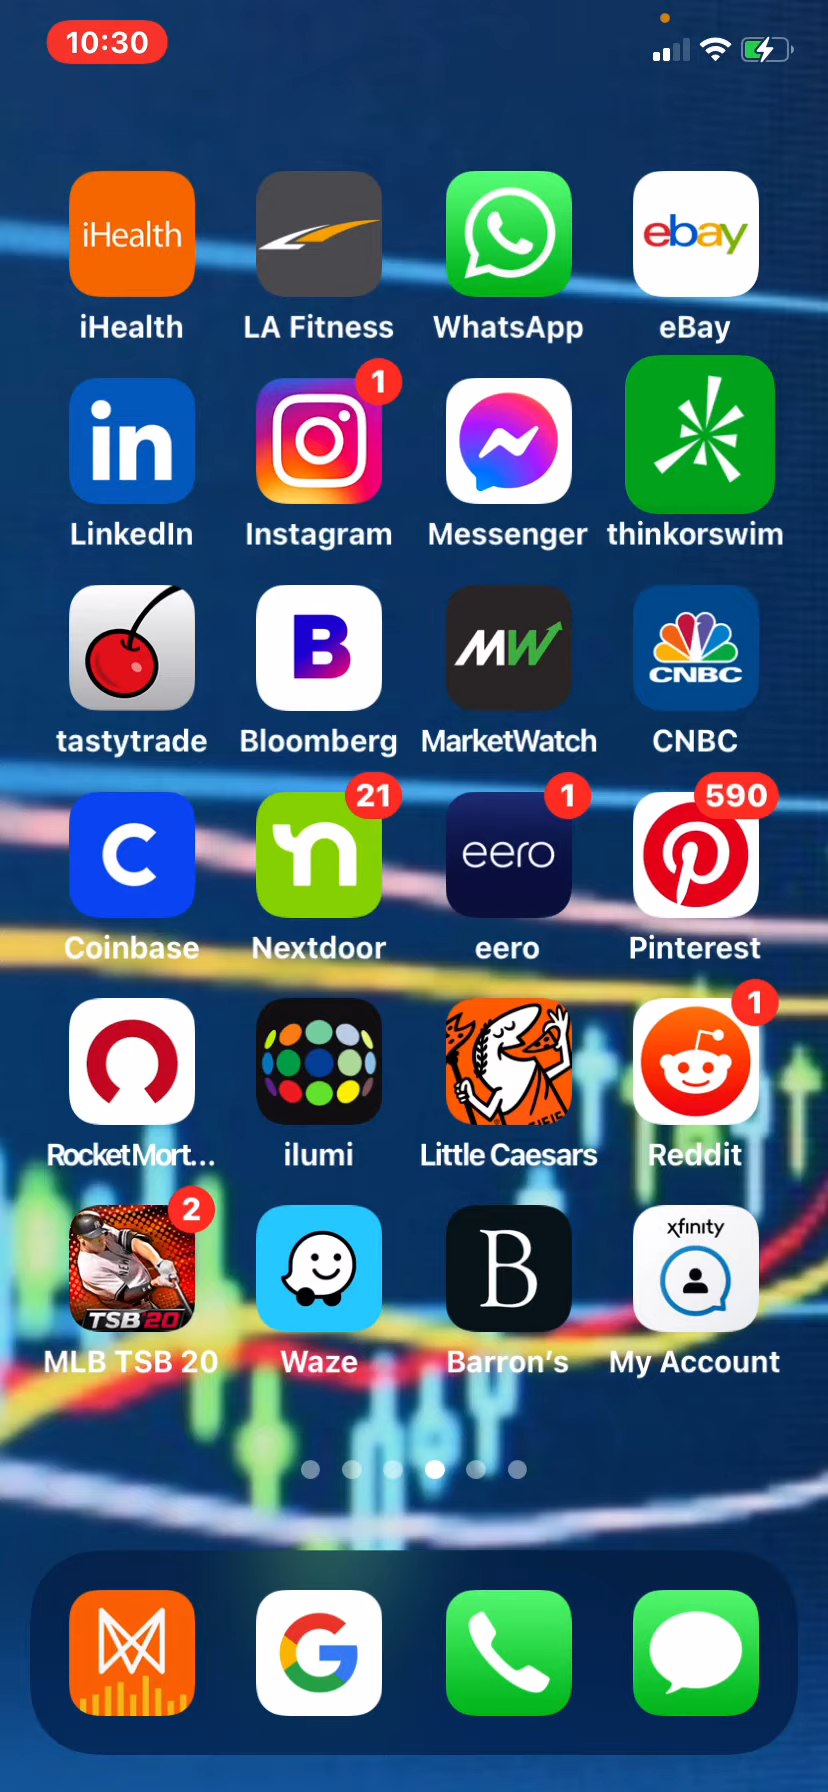 10:30
iHealth
ebay
iHealth
LA Fitness
WhatsApp
eBay
in
1
LinkedIn
Instagram
Messenger
thinkorswim
B
MW
CNBC
tastytrade
Bloomberg
MarketWatch
CNBC
C
21
n
1
eero
590
Coinbase
Nextdoor
eero
Pinterest
1
Rocket Mort...
ilumi
Little Caesars
Reddit
2
TSB 20
B
xfinity
MLB TSB 20
Waze
Barron's
My Account
G